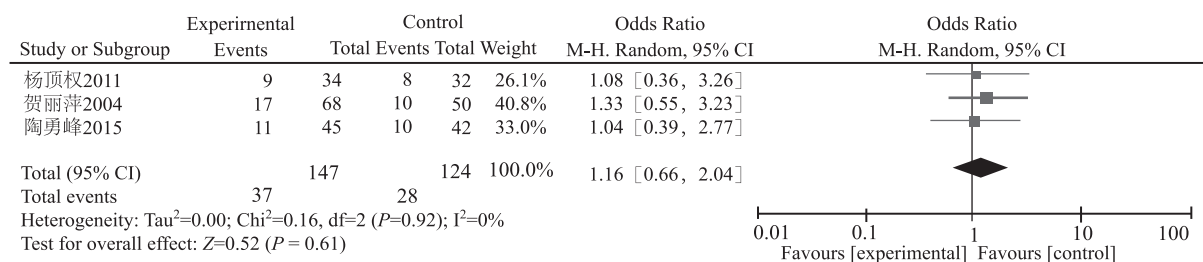 Experirnental Control Odds Ratio Odds Ratio
Study or Subgroup Events Total Events Total Weight M-H. Random, 95% CI M-H. Random, 95% CI
杨顶权2011 9 34 8 32 26.1% 1.08 [0.36, 3.26]
贺丽萍2004 17 68 10 50 40.8% 1.33 [0.55, 3.23]
陶勇峰2015 11 45 10 42 33.0% 1.04 [0.39, 2.77]
Total (95% CI) 147 124 100.0% 1.16 [0.66, 2.04]
Total events 37 28
Heterogeneity: Tau²=0.00; Chi²=0.16, df=2 (P=0.92); I²=0%
Test for overall effect: Z=0.52 (P = 0.61)
0.01 0.1 1 10 100
Favours [experimental] Favours [control]